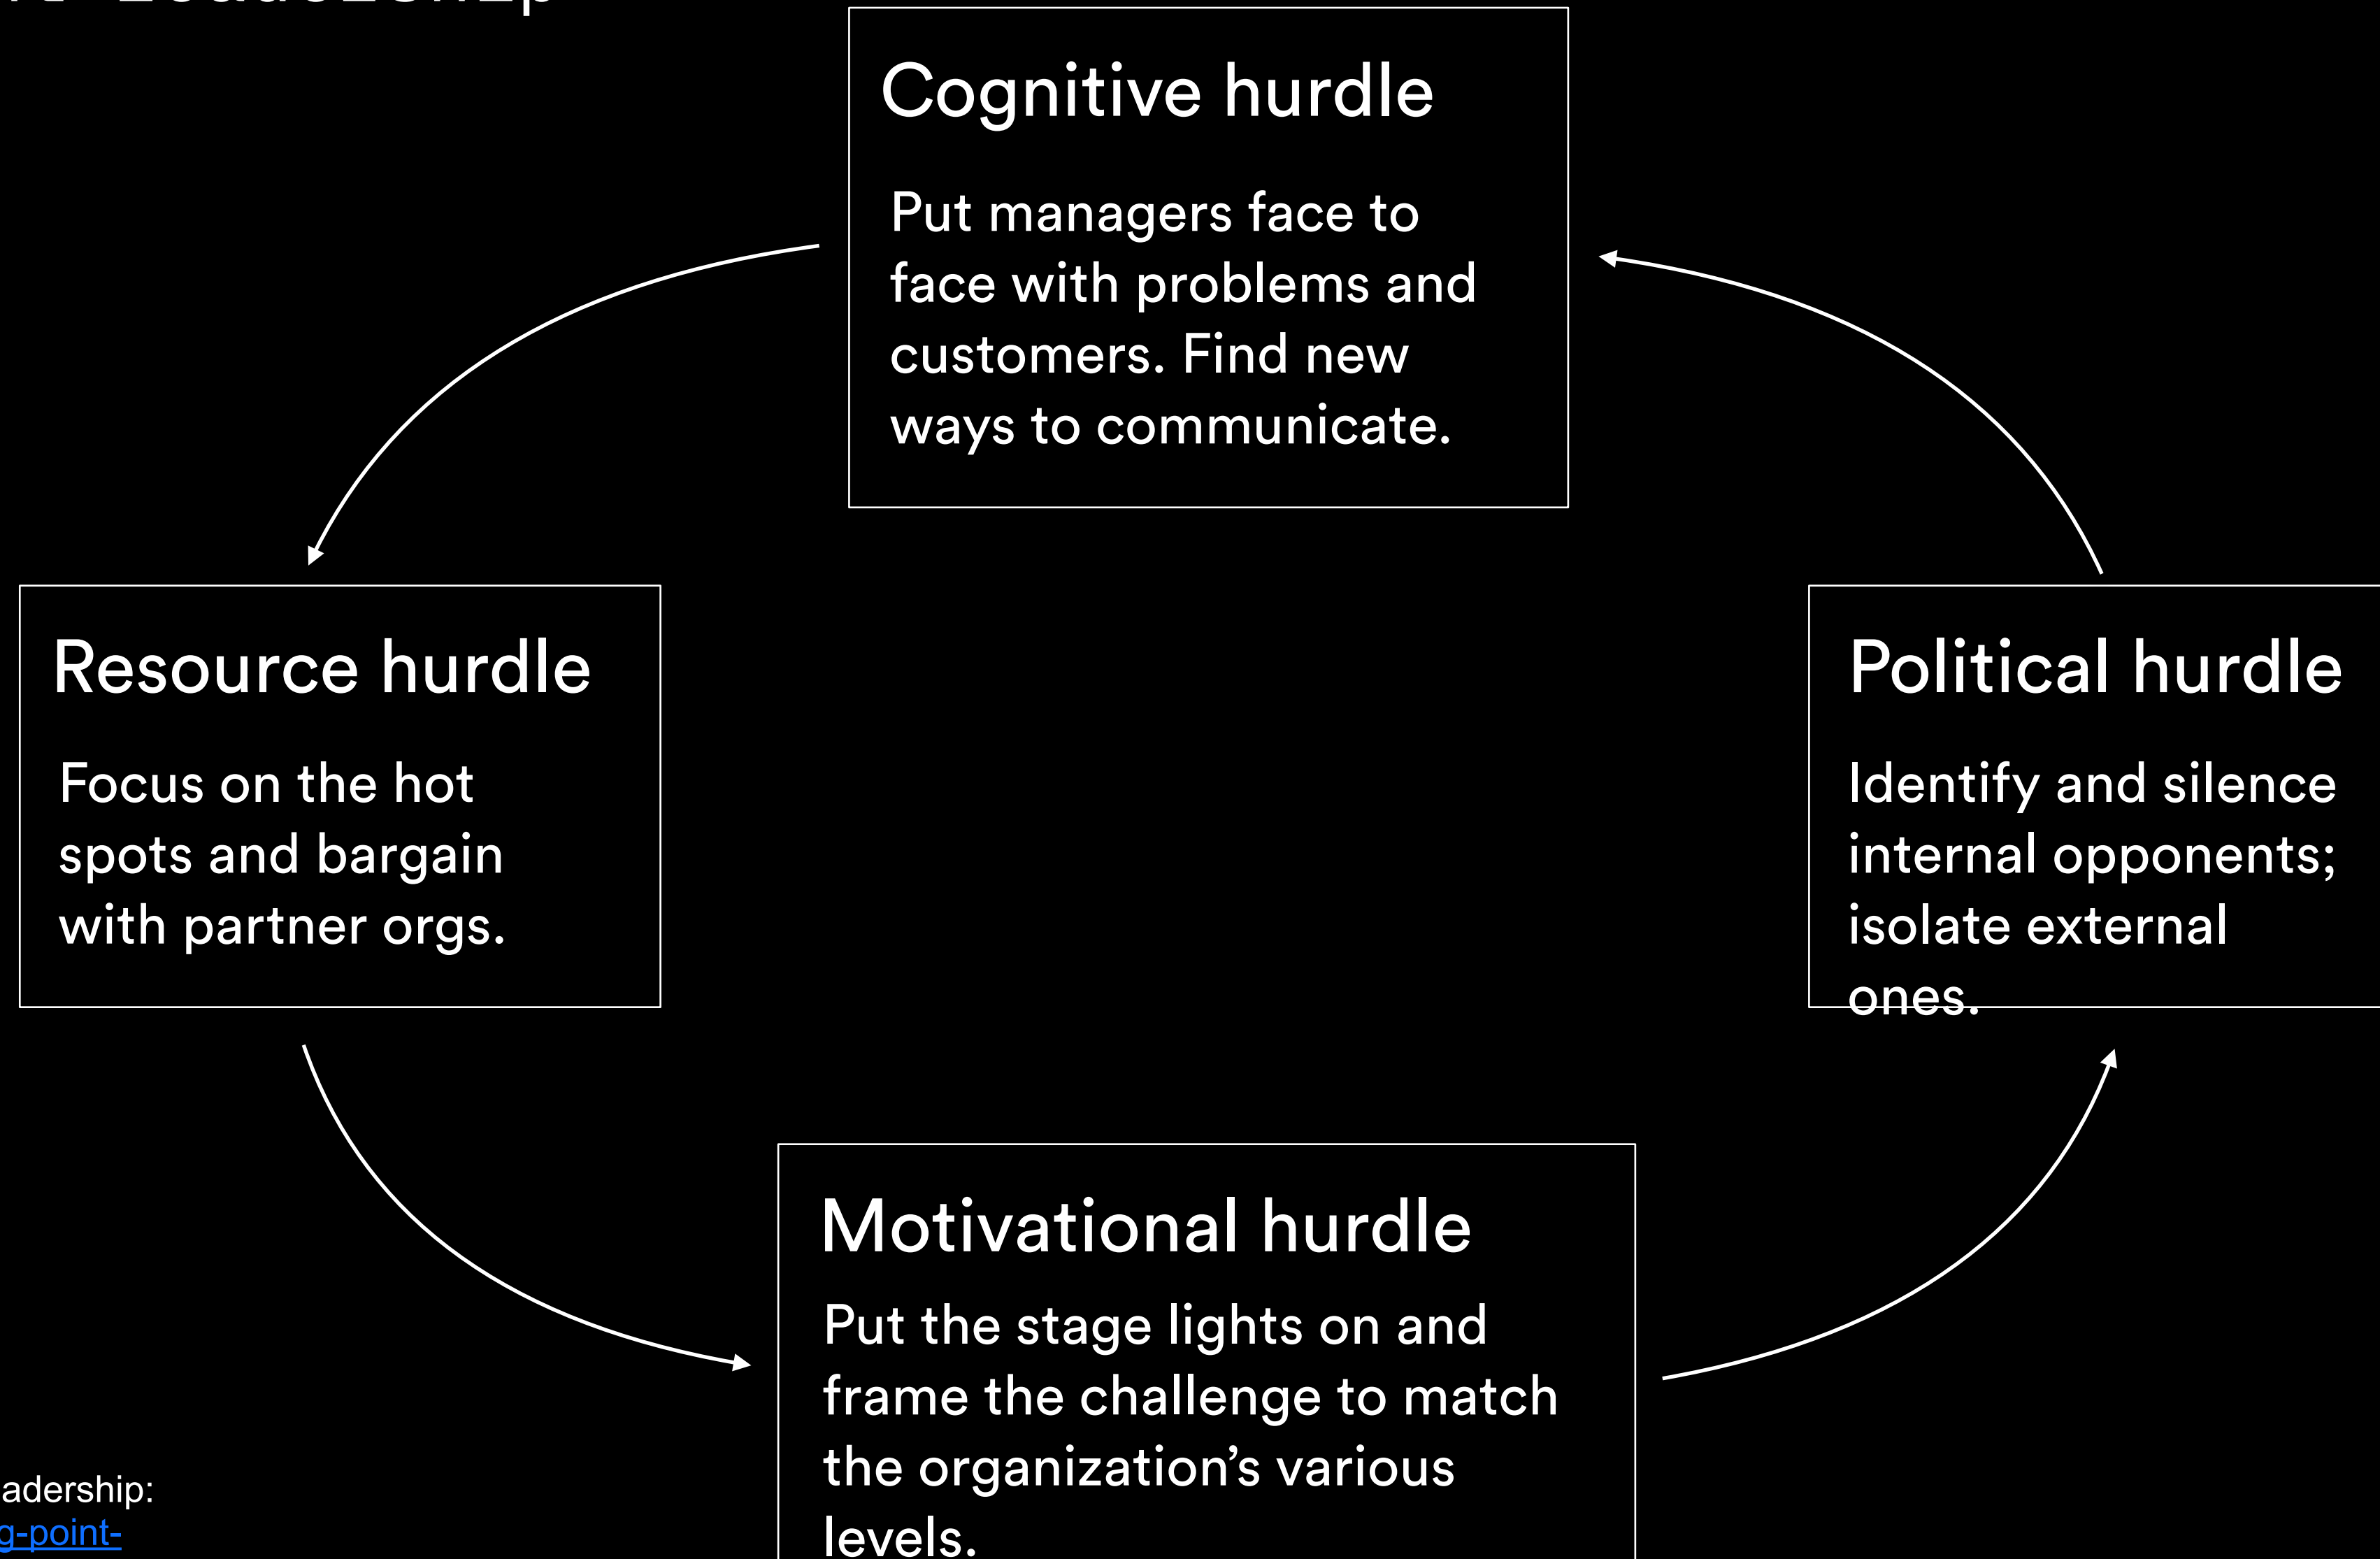 Cognitive hurdle
Put managers face to
face with problems and
customers. Find new
ways to communicate.
Resource hurdle
Focus on the hot
spots and bargain
with partner orgs.
Political hurdle
Identify and silence
internal opponents;
isolate external
ones.
Motivational hurdle
Put the stage lights on and
frame the challenge to match
the organization’s various
levels.
adership:
g-point-